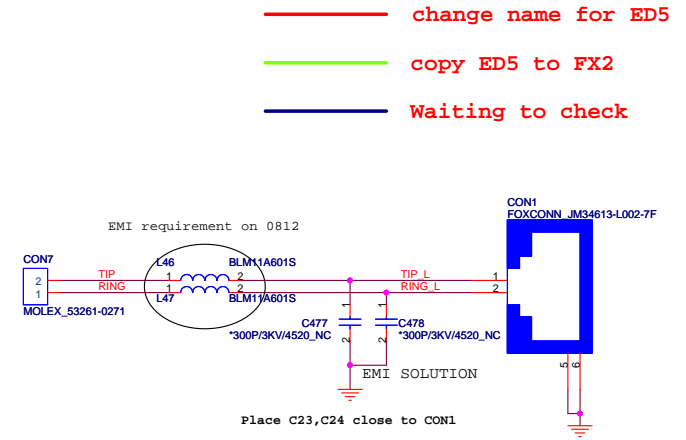 change name for ED5
copy ED5 to FX2
Waiting to check
CON1
FOXCONN_JM34613-L002-7F
EMI requirement on 0812
CON7
L46
BLM11A601S
2
TIP
1
2
TIP_L
1
1
RING
1
2
RING_L
2
MOLEX_53261-0271
L47
BLM11A601S
1
1
C477
C478
*300P/3KV/4520_NC
*300P/3KV/4520_NC
2
2
5
6
EMI SOLUTION
Place C23,C24 close to CON1